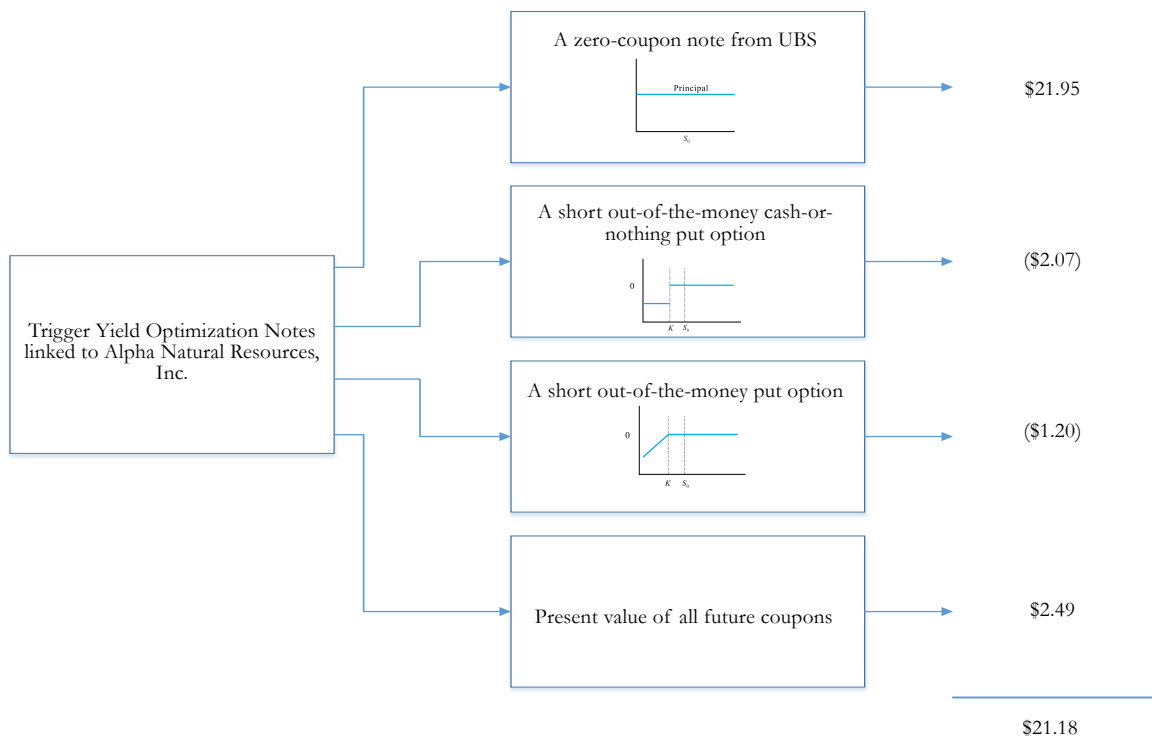 A zero-coupon note from UBS
Principal
S₀
$21.95
A short out-of-the-money cash-or-
nothing put option
0
K S₀
($2.07)
Trigger Yield Optimization Notes
linked to Alpha Natural Resources,
Inc.
A short out-of-the-money put option
0
K S₀
($1.20)
Present value of all future coupons
$2.49
$21.18